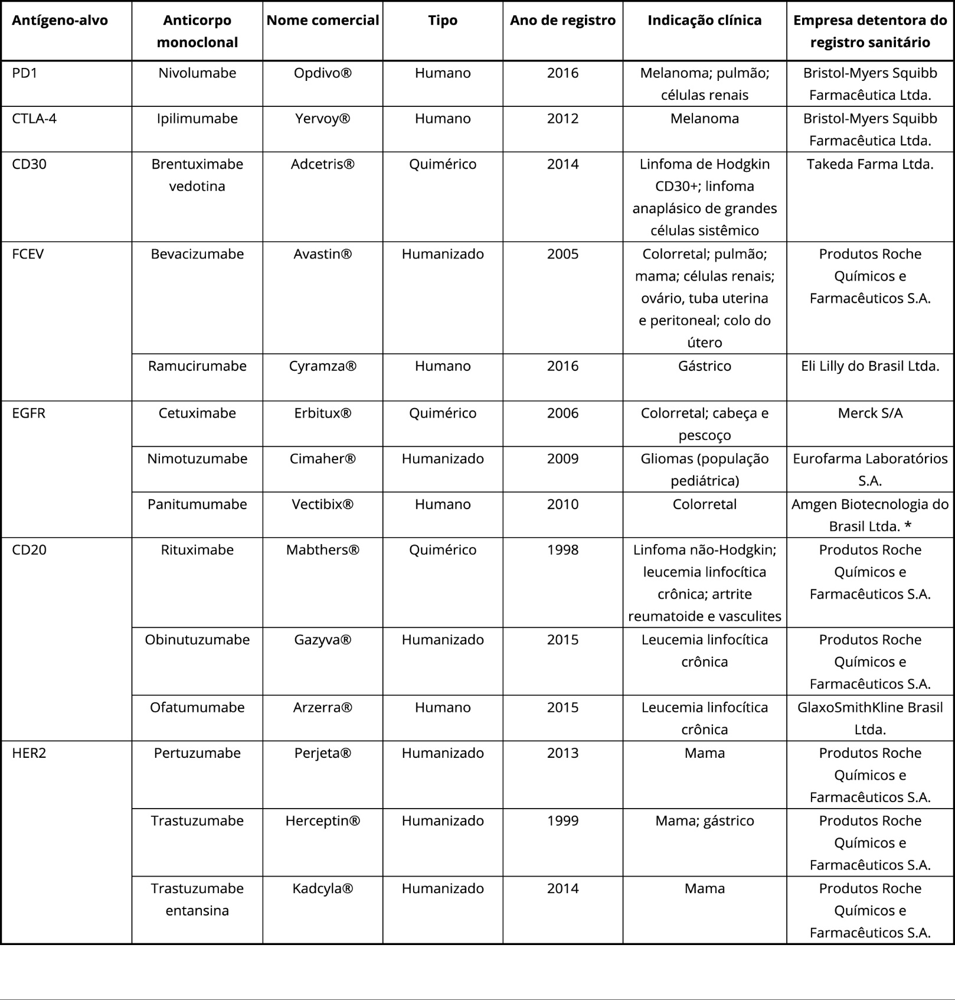 Antígeno-alvo
Anticorpo
monoclonal
Nome comercial
Tipo
Ano de registro
Indicação clínica
Empresa detentora do
registro sanitário
PD1
Nivolumabe
Opdivo®
Humano
2016
Melanoma; pulmão;
células renais
Bristol-Myers Squibb
Farmacêutica Ltda.
CTLA-4
Ipilimumabe
Yervoy®
Humano
2012
Melanoma
Bristol-Myers Squibb
Farmacêutica Ltda.
CD30
Brentuximabe
vedotina
Adcetris®
Quimérico
2014
Linfoma de Hodgkin
CD30+; linfoma
anaplásico de grandes
células sistêmico
Takeda Farma Ltda.
FCEV
Bevacizumabe
Avastin®
Humanizado
2005
Colorretal; pulmão;
mama; células renais;
ovário, tuba uterina
e peritoneal; colo do
útero
Produtos Roche
Químicos e
Farmacêuticos S.A.
Ramucirumabe
Cyramza®
Humano
2016
Gástrico
Eli Lilly do Brasil Ltda.
EGFR
Cetuximabe
Erbitux®
Quimérico
2006
Colorretal; cabeça e
pescoço
Merck S/A
Nimotuzumabe
Cimaher®
Humanizado
2009
Gliomas (população
pediátrica)
Eurofarma Laboratórios
S.A.
Panitumumabe
Vectibix®
Humano
2010
Colorretal
Amgen Biotecnologia do
Brasil Ltda. *
CD20
Rituximabe
Mabthers®
Quimérico
1998
Linfoma não-Hodgkin;
leucemia linfocítica
crônica; artrite
reumatoide e vasculites
Produtos Roche
Químicos e
Farmacêuticos S.A.
Obinutuzumabe
Gazyva®
Humanizado
2015
Leucemia linfocítica
crônica
Produtos Roche
Químicos e
Farmacêuticos S.A.
Ofatumumabe
Arzerra®
Humano
2015
Leucemia linfocítica
crônica
GlaxoSmithKline Brasil
Ltda.
HER2
Pertuzumabe
Perjeta®
Humanizado
2013
Mama
Produtos Roche
Químicos e
Farmacêuticos S.A.
Trastuzumabe
Herceptin®
Humanizado
1999
Mama; gástrico
Produtos Roche
Químicos e
Farmacêuticos S.A.
Trastuzumabe
entansina
Kadcyla®
Humanizado
2014
Mama
Produtos Roche
Químicos e
Farmacêuticos S.A.